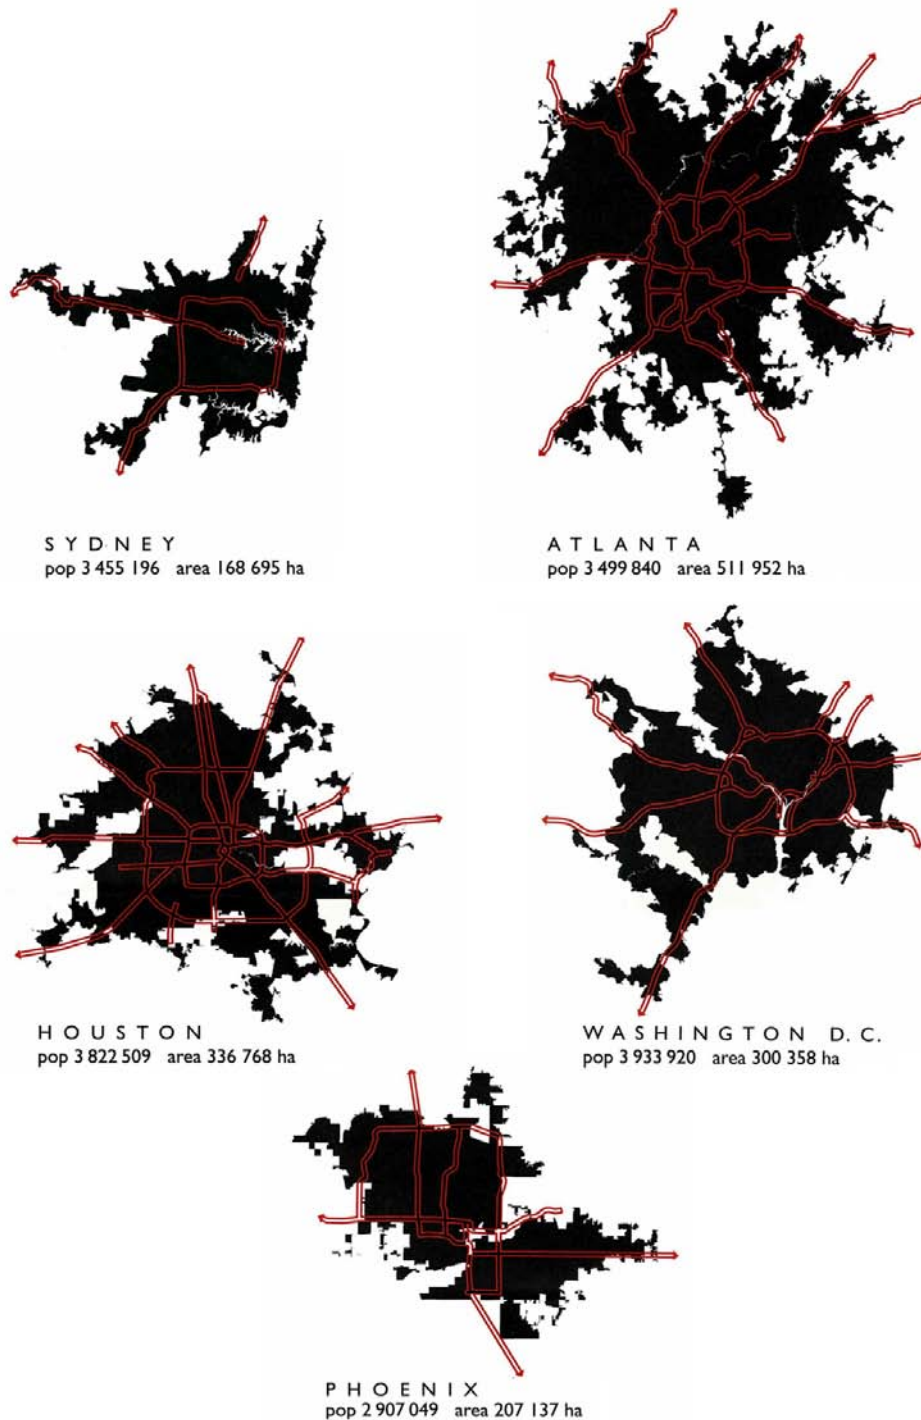 SYDNEY
pop 3 455 196 area 168 695 ha
ATLANTA
pop 3 499 840 area 511 952 ha
HOUSTON
pop 3 822 509 area 336 768 ha
WASHINGTON D.C.
pop 3 933 920 area 300 358 ha
PHOENIX
pop 2 907 049 area 207 137 ha